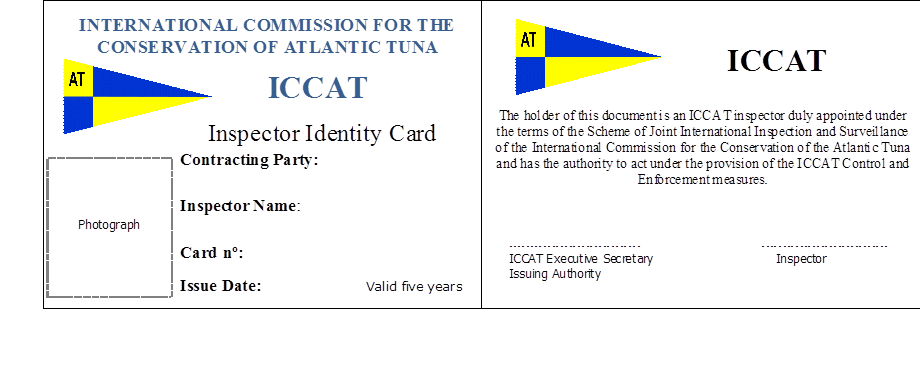 INTERNATIONAL COMMISSION FOR THE
CONSERVATION OF ATLANTIC TUNA
AT
ICCAT
Inspector Identity Card
Contracting Party:
Photograph
Inspector Name:
Card n°:
Issue Date:
Valid five years
AT
ICCAT
The holder of this document is an ICCAT inspector duly appointed under
the terms of the Scheme of Joint International Inspection and Surveillance
of the International Commission for the Conservation of the Atlantic Tuna
and has the authority to act under the provision of the ICCAT Control and
Enforcement measures.
ICCAT Executive Secretary
Issuing Authority
Inspector